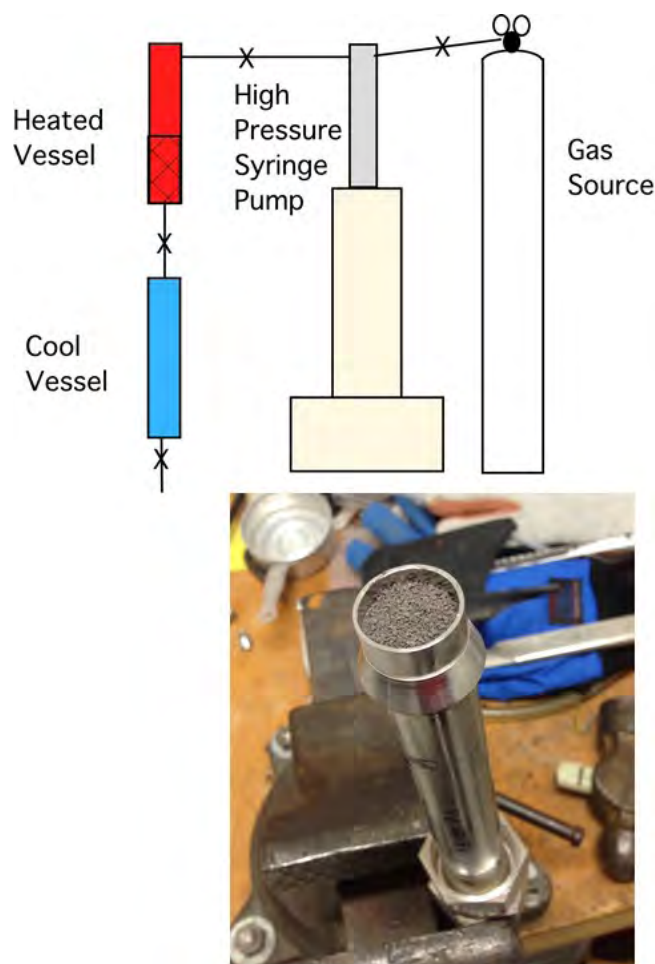 Heated
Vessel
High
Pressure
Syringe
Pump
Gas
Source
Cool
Vessel